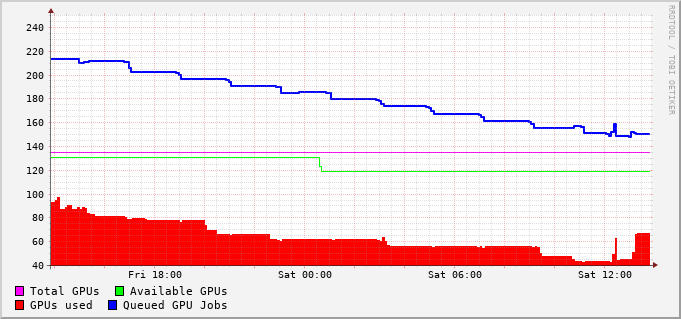 240
220
200
180
160
140
120
100
80
60
40
Fri 18:00 Sat 00:00 Sat 06:00 Sat 12:00
Total GPUs Available GPUs
GPUs used Queued GPU Jobs
RRDTOOL / TOBI OETIKER